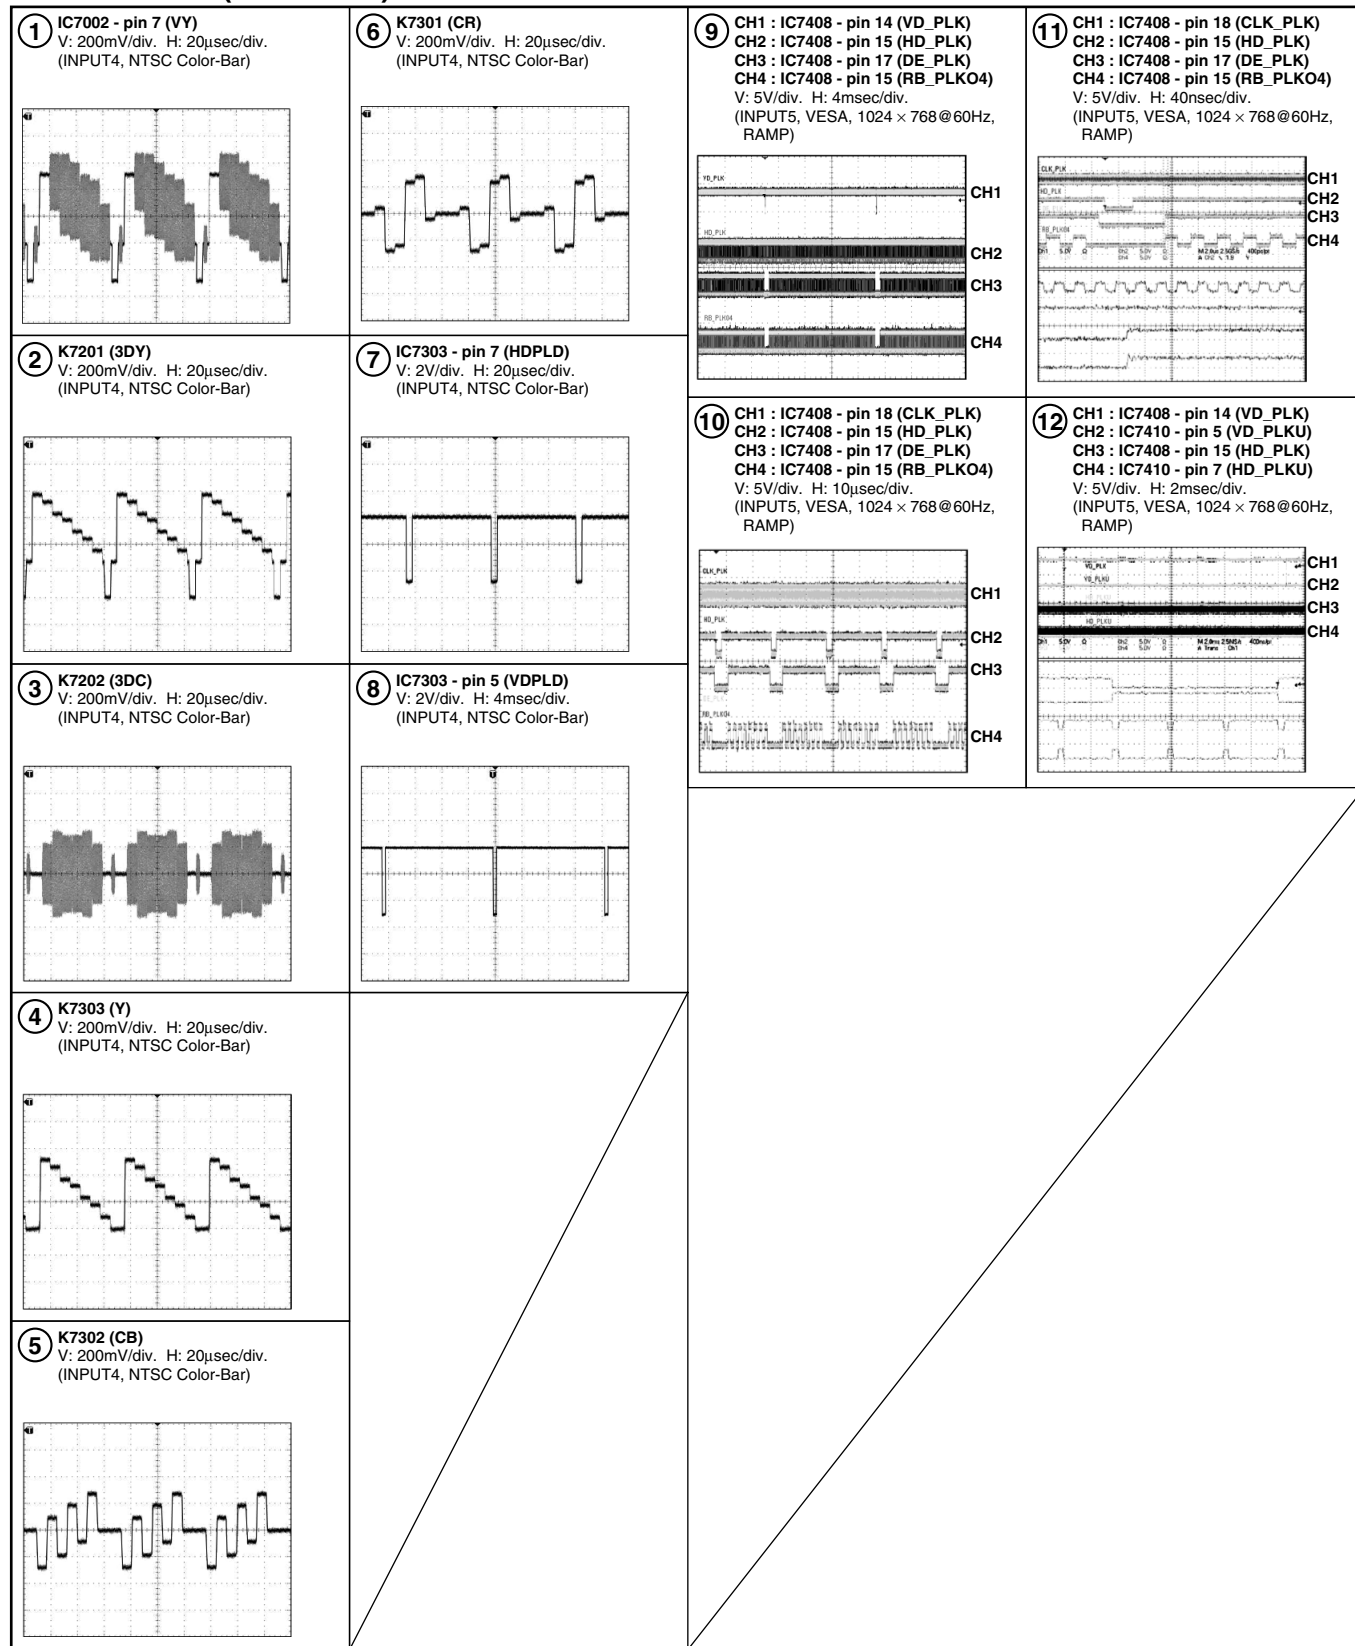 1 IC7002 - pin 7 (VY)
V: 200mV/div. H: 20μsec/div.
(INPUT4, NTSC Color-Bar)
2 K7201 (3DY)
V: 200mV/div. H: 20μsec/div.
(INPUT4, NTSC Color-Bar)
3 K7202 (3DC)
V: 200mV/div. H: 20μsec/div.
(INPUT4, NTSC Color-Bar)
4 K7303 (Y)
V: 200mV/div. H: 20μsec/div.
(INPUT4, NTSC Color-Bar)
5 K7302 (CB)
V: 200mV/div. H: 20μsec/div.
(INPUT4, NTSC Color-Bar)
6 K7301 (CR)
V: 200mV/div. H: 20μsec/div.
(INPUT4, NTSC Color-Bar)
7 IC7303 - pin 7 (HDPLD)
V: 2V/div. H: 20μsec/div.
(INPUT4, NTSC Color-Bar)
8 IC7303 - pin 5 (VDPLD)
V: 2V/div. H: 4msec/div.
(INPUT4, NTSC Color-Bar)
9 CH1 : IC7408 - pin 14 (VD_PLK)
CH2 : IC7408 - pin 15 (HD_PLK)
CH3 : IC7408 - pin 17 (DE_PLK)
CH4 : IC7408 - pin 15 (RB_PLKO4)
V: 5V/div. H: 4msec/div.
(INPUT5, VESA, 1024 × 768@60Hz,
RAMP)
VD_PLK
CH1
HD_PLK
CH2
CH3
RB_PLKO4
CH4
10 CH1 : IC7408 - pin 18 (CLK_PLK)
CH2 : IC7408 - pin 15 (HD_PLK)
CH3 : IC7408 - pin 17 (DE_PLK)
CH4 : IC7408 - pin 15 (RB_PLKO4)
V: 5V/div. H: 10μsec/div.
(INPUT5, VESA, 1024 × 768@60Hz,
RAMP)
CLK_PLK
CH1
HD_PLK
CH2
CH3
RB_PLKO4
CH4
11 CH1 : IC7408 - pin 18 (CLK_PLK)
CH2 : IC7408 - pin 15 (HD_PLK)
CH3 : IC7408 - pin 17 (DE_PLK)
CH4 : IC7408 - pin 15 (RB_PLKO4)
V: 5V/div. H: 40nsec/div.
(INPUT5, VESA, 1024 × 768@60Hz,
RAMP)
CLK_PLK
CH1
HD_PLK
CH2
CH3
RB_PLKO4
CH4
12 CH1 : IC7408 - pin 14 (VD_PLK)
CH2 : IC7410 - pin 5 (VD_PLKU)
CH3 : IC7408 - pin 15 (HD_PLK)
CH4 : IC7410 - pin 7 (HD_PLKU)
V: 5V/div. H: 2msec/div.
(INPUT5, VESA, 1024 × 768@60Hz,
RAMP)
CH1
VD_PLK
VD_PLKU
CH2
CH3
HD_PLKU
CH4